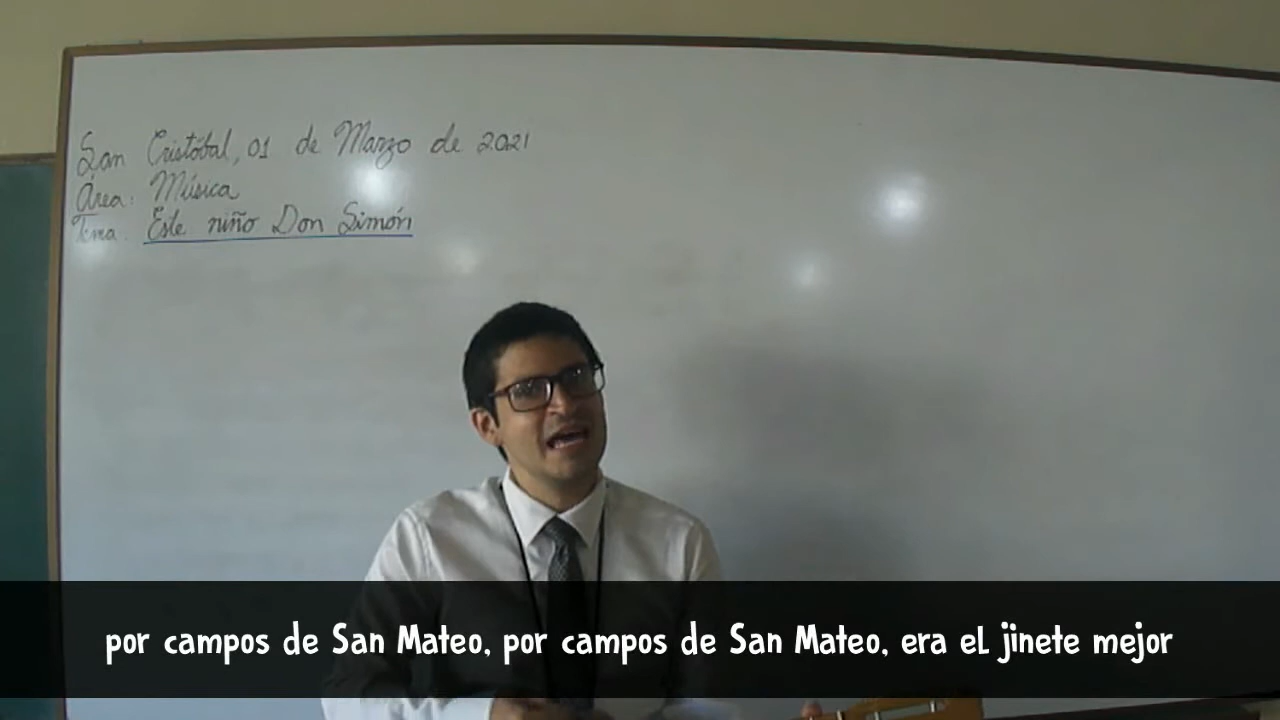 San Cristóbal, 01 de Marzo de 2021
Área: Música
Tema: Este niño Don Simón
por campos de San Mateo, por campos de San Mateo, era el jinete mejor